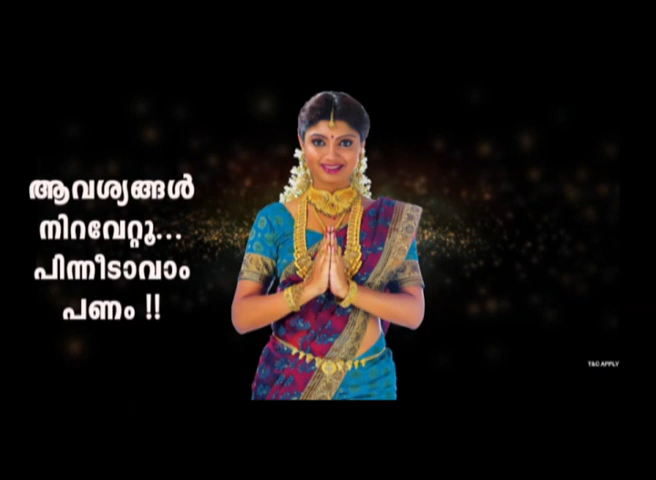 ആവശ്യങ്ങൾ
നിറവേറ്റൂ...
പിന്നീടാവാം
പണം !!
T&C APPLY